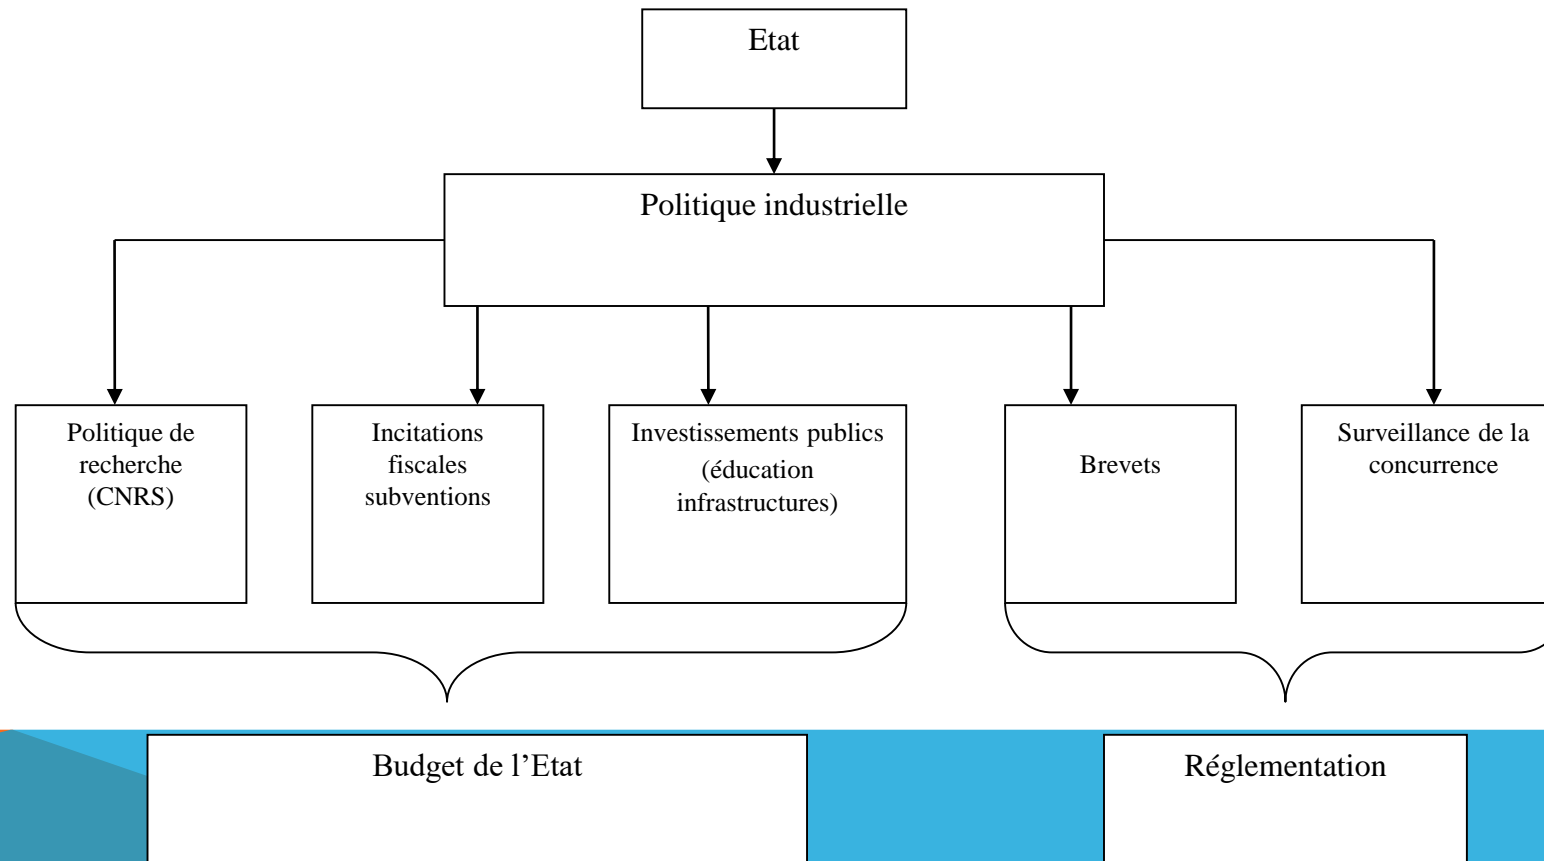 Etat
Politique industrielle
Politique de
recherche
(CNRS)
Incitations
fiscales
subventions
Investissements publics
(éducation
infrastructures)
Brevets
Surveillance de la
concurrence
Budget de l’Etat
Réglementation